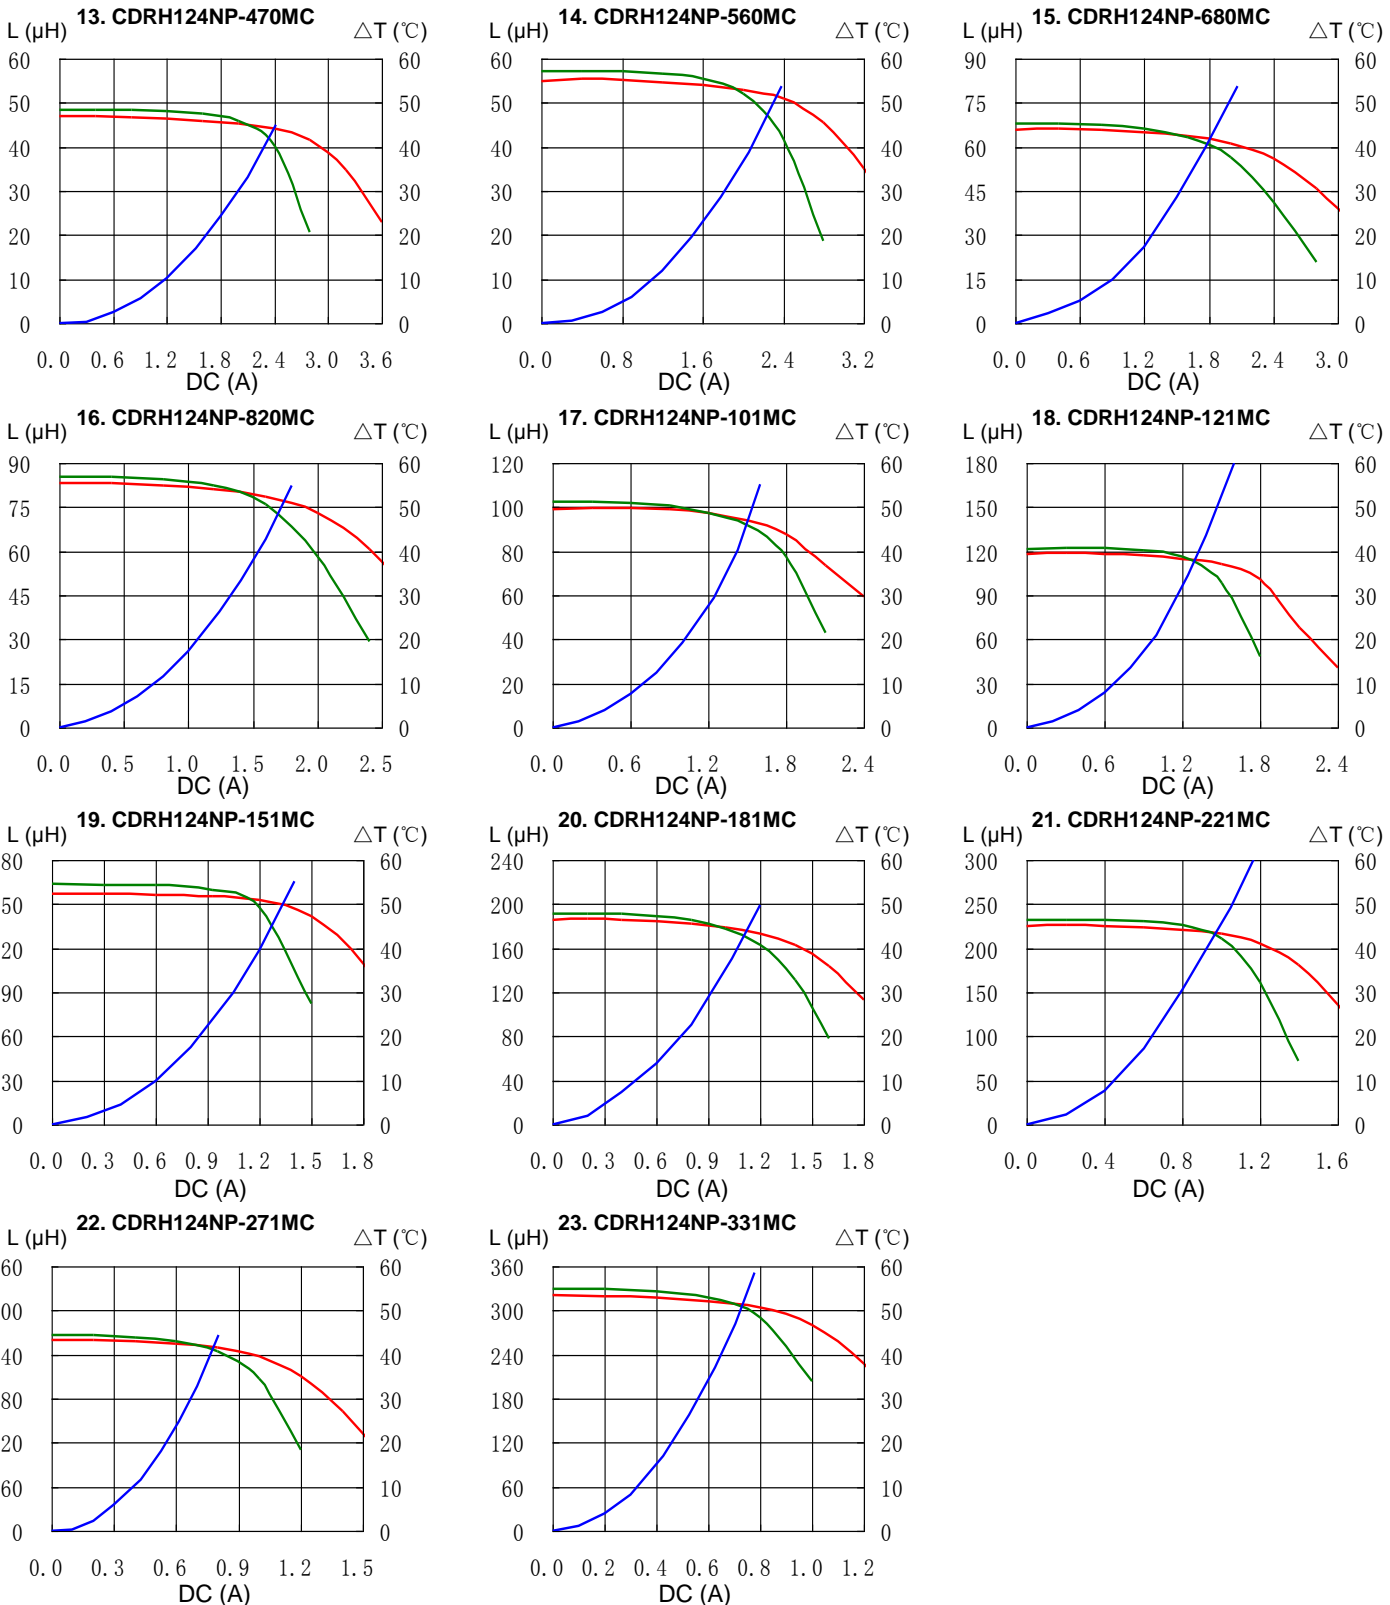 13. CDRH124NP-470MC
L (μH) △T (℃)
60 60
50 50
40 40
30 30
20 20
10 10
0 0
0.0 0.6 1.2 1.8 2.4 3.0 3.6
DC (A)
14. CDRH124NP-560MC
L (μH) △T (℃)
60 60
50 50
40 40
30 30
20 20
10 10
0 0
0.0 0.8 1.6 2.4 3.2
DC (A)
15. CDRH124NP-680MC
L (μH) △T (℃)
90 60
75 50
60 40
45 30
30 20
15 10
0 0
0.0 0.6 1.2 1.8 2.4 3.0
DC (A)
16. CDRH124NP-820MC
L (μH) △T (℃)
90 60
75 50
60 40
45 30
30 20
15 10
0 0
0.0 0.5 1.0 1.5 2.0 2.5
DC (A)
17. CDRH124NP-101MC
L (μH) △T (℃)
120 60
100 50
80 40
60 30
40 20
20 10
0 0
0.0 0.6 1.2 1.8 2.4
DC (A)
18. CDRH124NP-121MC
L (μH) △T (℃)
180 60
150 50
120 40
90 30
60 20
30 10
0 0
0.0 0.6 1.2 1.8 2.4
DC (A)
19. CDRH124NP-151MC
L (μH) △T (℃)
80 60
50 50
20 40
90 30
60 20
30 10
0 0
0.0 0.3 0.6 0.9 1.2 1.5 1.8
DC (A)
20. CDRH124NP-181MC
L (μH) △T (℃)
240 60
200 50
160 40
120 30
80 20
40 10
0 0
0.0 0.3 0.6 0.9 1.2 1.5 1.8
DC (A)
21. CDRH124NP-221MC
L (μH) △T (℃)
300 60
250 50
200 40
150 30
100 20
50 10
0 0
0.0 0.4 0.8 1.2 1.6
DC (A)
22. CDRH124NP-271MC
L (μH) △T (℃)
60 60
00 50
40 40
80 30
20 20
60 10
0 0
0.0 0.3 0.6 0.9 1.2 1.5
DC (A)
23. CDRH124NP-331MC
L (μH) △T (℃)
360 60
300 50
240 40
180 30
120 20
60 10
0 0
0.0 0.2 0.4 0.6 0.8 1.0 1.2
DC (A)